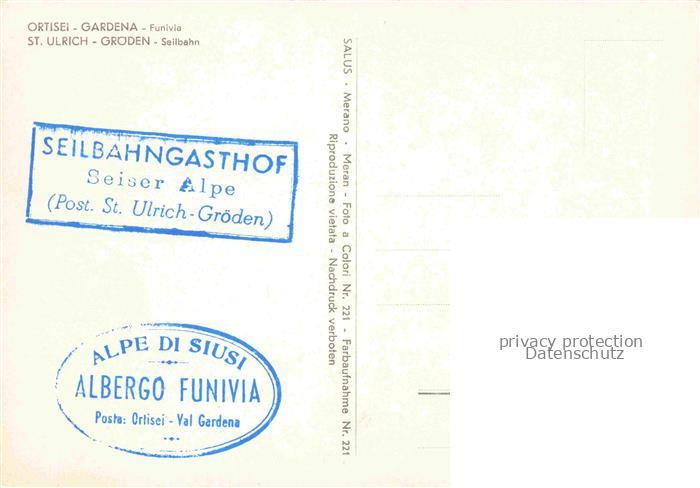 ORTISEI - GARDENA - Funivia
ST. ULRICH - GRÖDEN - Seilbahn
SEILBAHNGASTHOF
Seiser Alpe
(Post. St. Ulrich-Gröden)
ALPE DI SIUSI
ALBERGO FUNIVIA
Posta: Ortisei - Val Gardena
SALUS · Merano · Meran - Foto a Colori Nr. 221 - Farbaufnahme Nr. 221
Riproduzione vietata - Nachdruck verboten
privacy protection
Datenschutz